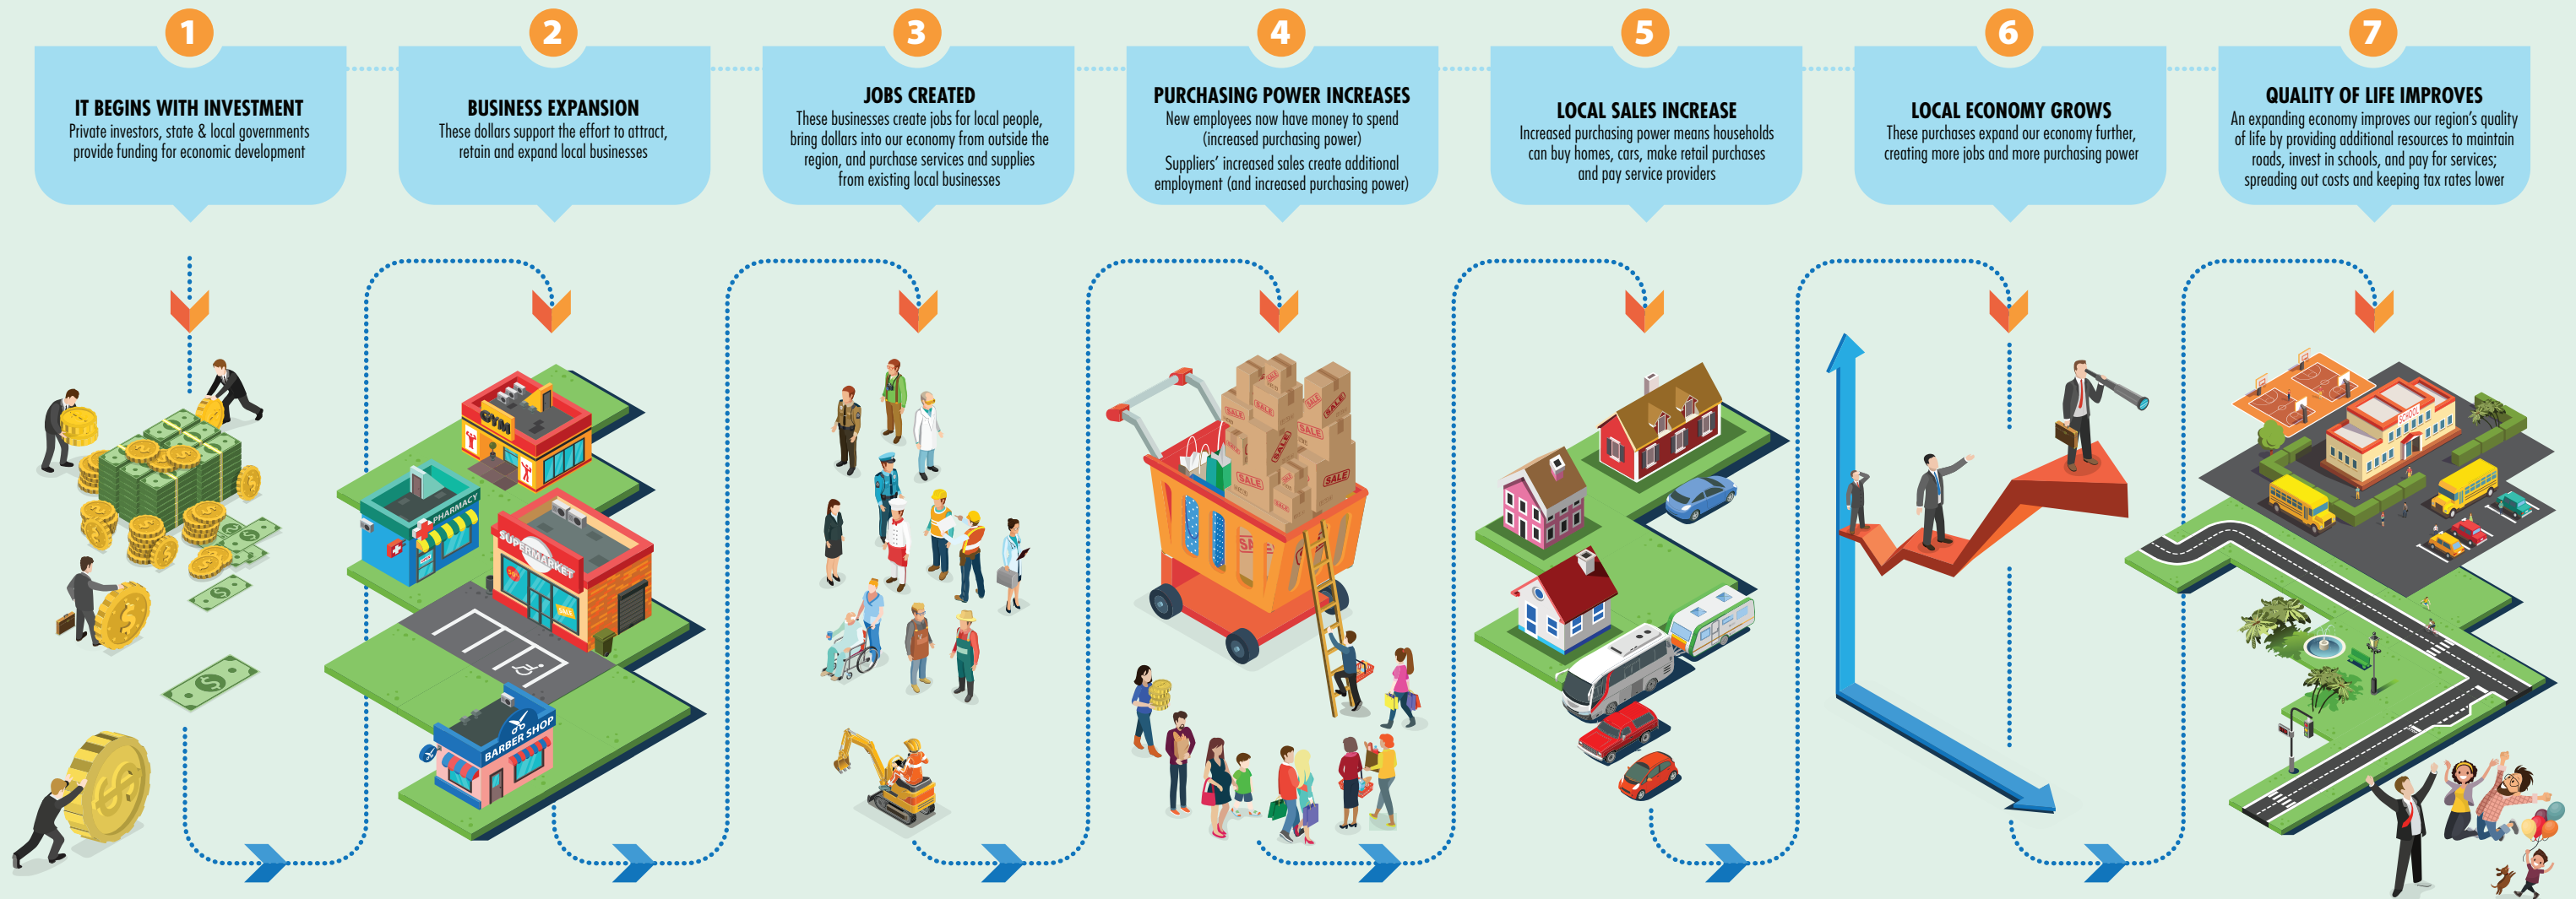 1
IT BEGINS WITH INVESTMENT
Private investors, state & local governments
provide funding for economic development
2
BUSINESS EXPANSION
These dollars support the effort to attract,
retain and expand local businesses
3
JOBS CREATED
These businesses create jobs for local people,
bring dollars into our economy from outside the
region, and purchase services and supplies
from existing local businesses
4
PURCHASING POWER INCREASES
New employees now have money to spend
(increased purchasing power)
Suppliers’ increased sales create additional
employment (and increased purchasing power)
5
LOCAL SALES INCREASE
Increased purchasing power means households
can buy homes, cars, make retail purchases
and pay service providers
6
LOCAL ECONOMY GROWS
These purchases expand our economy further,
creating more jobs and more purchasing power
7
QUALITY OF LIFE IMPROVES
An expanding economy improves our region’s quality
of life by providing additional resources to maintain
roads, invest in schools, and pay for services;
spreading out costs and keeping tax rates lower
GYM
PHARMACY
SUPERMARKET
BARBER SHOP
SALE
SALE
SALE
SALE
SALE
SALE
SALE
SALE
SCHOOL